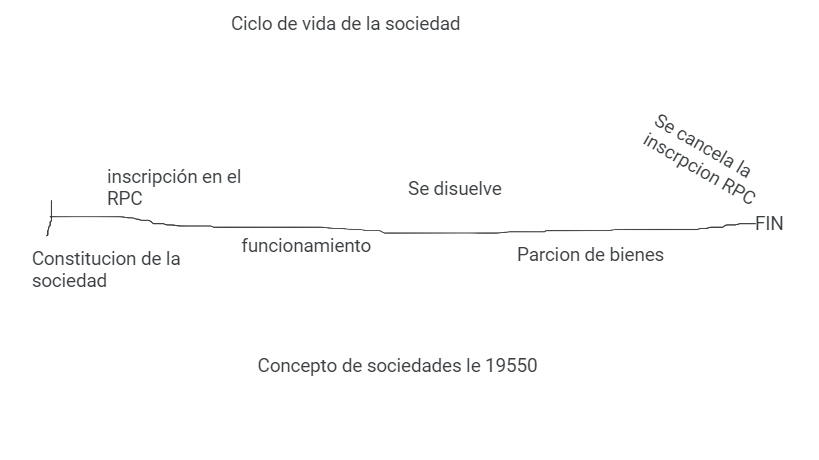 Ciclo de vida de la sociedad
Se cancela la
inscrpcion RPC
inscripción en el
RPC
Se disuelve
FIN
Constitucion de la
sociedad
funcionamiento
Parcion de bienes
Concepto de sociedades le 19550